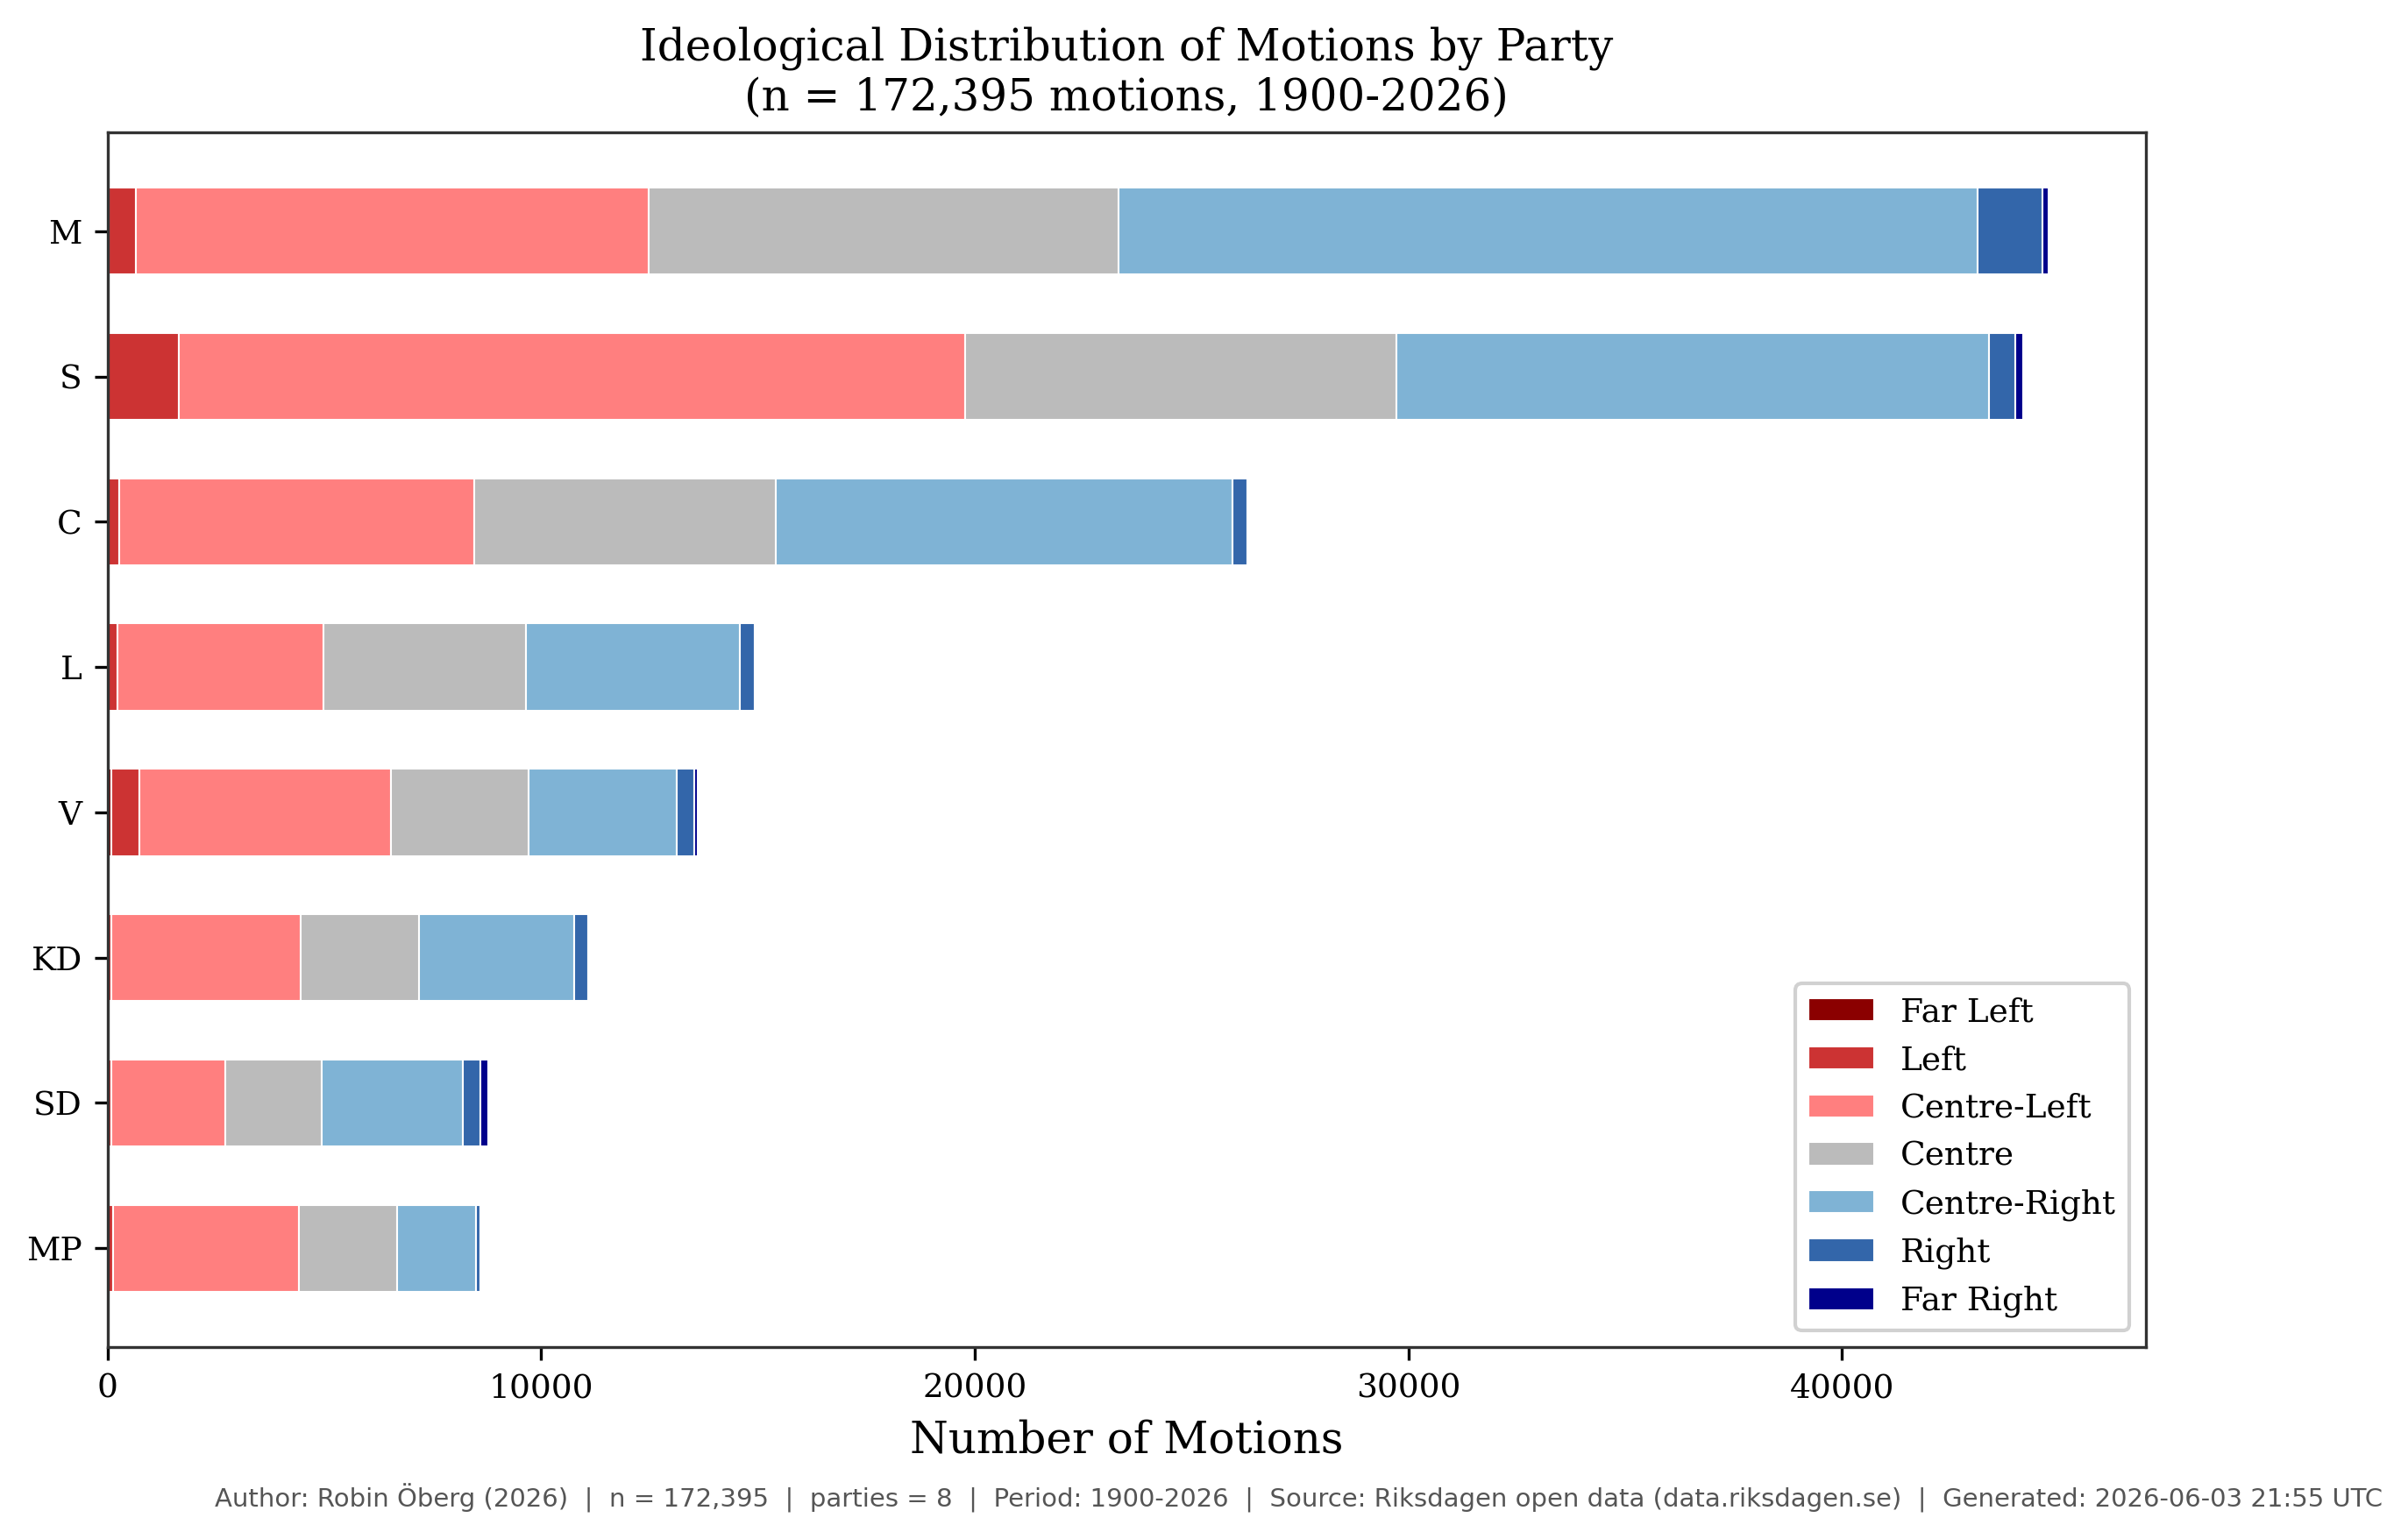 Ideological Distribution of Motions by Party
(n = 172,395 motions, 1900-2026)
M
S
C
L
V
KD
SD
MP
Far Left
Left
Centre-Left
Centre
Centre-Right
Right
Far Right
0 10000 20000 30000 40000
Number of Motions
Author: Robin Öberg (2026) | n = 172,395 | parties = 8 | Period: 1900-2026 | Source: Riksdagen open data (data.riksdagen.se) | Generated: 2026-06-03 21:55 UTC